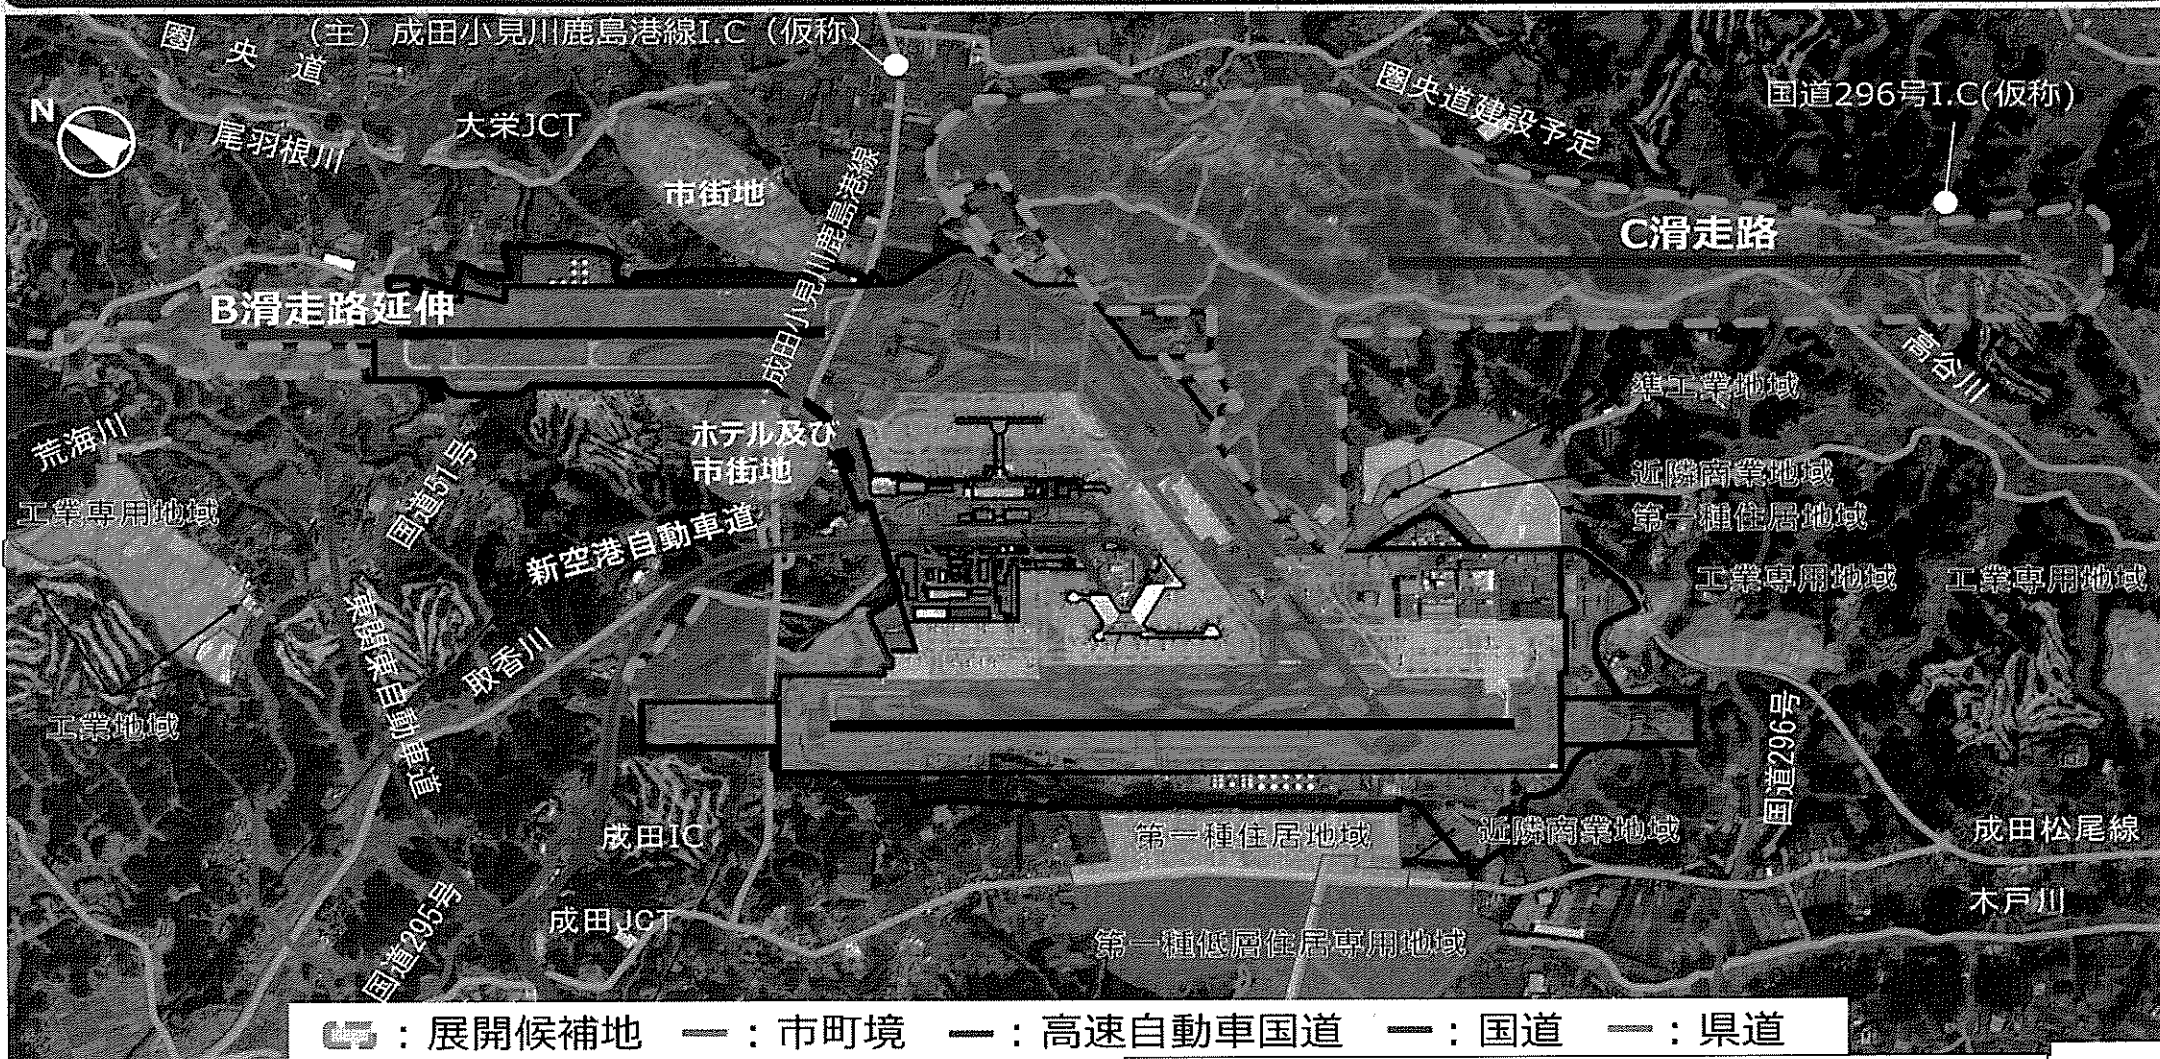 圏央道
(主)成田小見川鹿島港線I.C(仮称)
圏央道建設予定
国道296号I.C(仮称)
N
尾羽根川
大栄JCT
市街地
成田小見川鹿島港線
C滑走路
B滑走路延伸
高谷川
準工業地域
荒海川
国道51号
ホテル及び
市街地
近隣商業地域
工業専用地域
第一種住居地域
新空港自動車道
工業専用地域
工業専用地域
東関東自動車道
取香川
工業地域
国道296号
成田IC
第一種住居地域
近隣商業地域
成田松尾線
国道295号
成田JCT
木戸川
第一種低層住居専用地域
:展開候補地 :市町境 :高速自動車国道 :国道 :県道